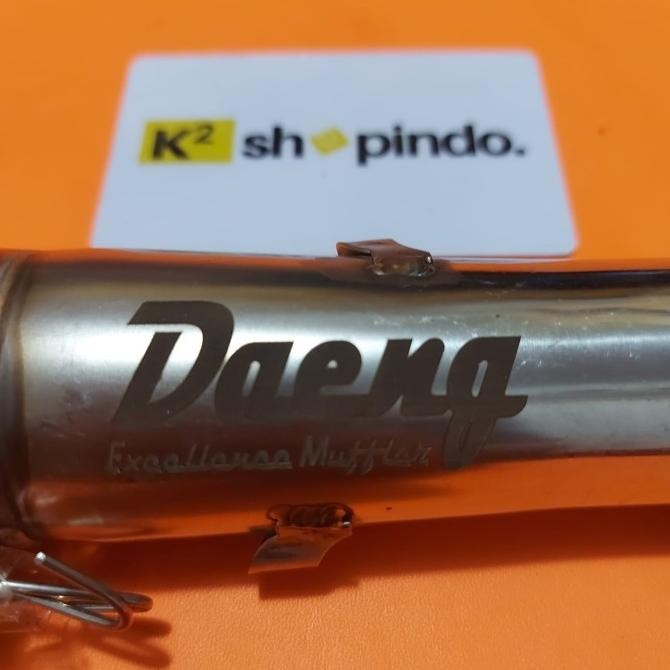 K² shopindo.
Daeng
Excellence Muffler